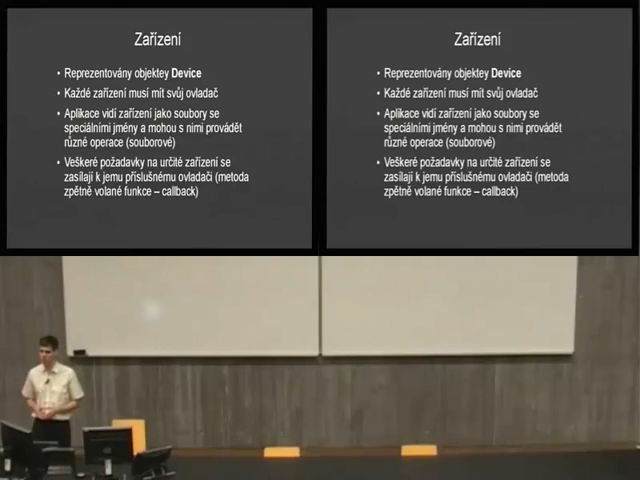 Zařízení
• Reprezentovány objektey Device
• Každé zařízení musí mít svůj ovladač
• Aplikace vidí zařízení jako soubory se
speciálními jmény a mohou s nimi provádět
různé operace (souborové)
• Veškeré požadavky na určité zařízení se
zasílají k jemu příslušnému ovladači (metoda
zpětně volané funkce – callback)
Zařízení
• Reprezentovány objektey Device
• Každé zařízení musí mít svůj ovladač
• Aplikace vidí zařízení jako soubory se
speciálními jmény a mohou s nimi provádět
různé operace (souborové)
• Veškeré požadavky na určité zařízení se
zasílají k jemu příslušnému ovladači (metoda
zpětně volané funkce – callback)